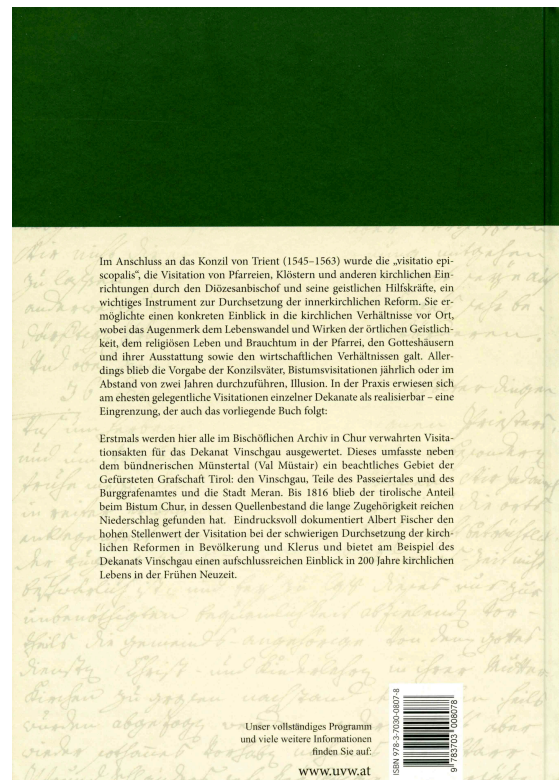 Im Anschluss an das Konzil von Trient (1545–1563) wurde die „visitatio epi-
scopalis“, die Visitation von Pfarreien, Klöstern und anderen kirchlichen Ein-
richtungen durch den Diözesanbischof und seine geistlichen Hilfskräfte, ein
wichtiges Instrument zur Durchsetzung der innerkirchlichen Reform. Sie er-
möglichte einen konkreten Einblick in die kirchlichen Verhältnisse vor Ort,
wobei das Augenmerk dem Lebenswandel und Wirken der örtlichen Geistlich-
keit, dem religiösen Leben und Brauchtum in der Pfarrei, den Gotteshäusern
und ihrer Ausstattung sowie den wirtschaftlichen Verhältnissen galt. Aller-
dings blieb die Vorgabe der Konzilsväter, Bistumsvisitationen jährlich oder im
Abstand von zwei Jahren durchzuführen, Illusion. In der Praxis erwiesen sich
am ehesten gelegentliche Visitationen einzelner Dekanate als realisierbar – eine
Eingrenzung, der auch das vorliegende Buch folgt:
Erstmals werden hier alle im Bischöflichen Archiv in Chur verwahrten Visita-
tionsakten für das Dekanat Vinschgau ausgewertet. Dieses umfasste neben
dem bündnerischen Münstertal (Val Müstair) ein beachtliches Gebiet der
Gefürsteten Grafschaft Tirol: den Vinschgau, Teile des Passeiertales und des
Burggrafenamtes und die Stadt Meran. Bis 1816 blieb der tirolische Anteil
beim Bistum Chur, in dessen Quellenbestand die lange Zugehörigkeit reichen
Niederschlag gefunden hat. Eindrucksvoll dokumentiert Albert Fischer den
hohen Stellenwert der Visitation bei der schwierigen Durchsetzung der kirch-
lichen Reformen in Bevölkerung und Klerus und bietet am Beispiel des
Dekanats Vinschgau einen aufschlussreichen Einblick in 200 Jahre kirchlichen
Lebens in der Frühen Neuzeit.
Unser vollständiges Programm
und viele weitere Informationen
finden Sie auf:
www.uvw.at
ISBN 978-3-7030-0807-8
9 783703 008078